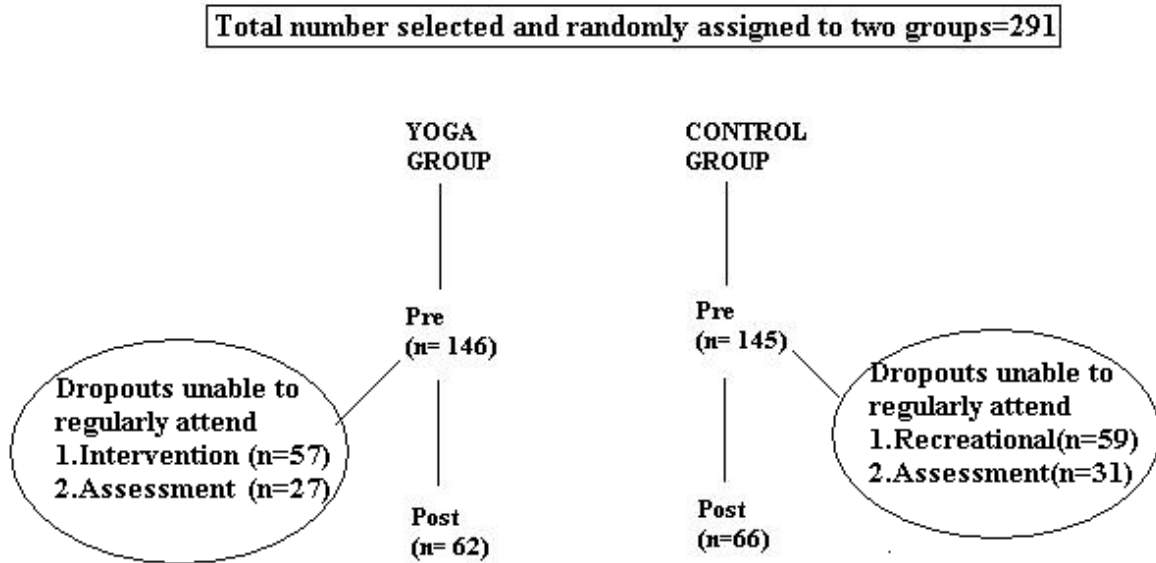 Total number selected and randomly assigned to two groups=291
YOGA
GROUP
CONTROL
GROUP
Pre
(n= 146)
Pre
(n= 145)
Dropouts unable to
regularly attend
1.Intervention (n=57)
2.Assessment (n=27)
Dropouts unable to
regularly attend
1.Recreational(n=59)
2.Assessment(n=31)
Post
(n= 62)
Post
(n=66)